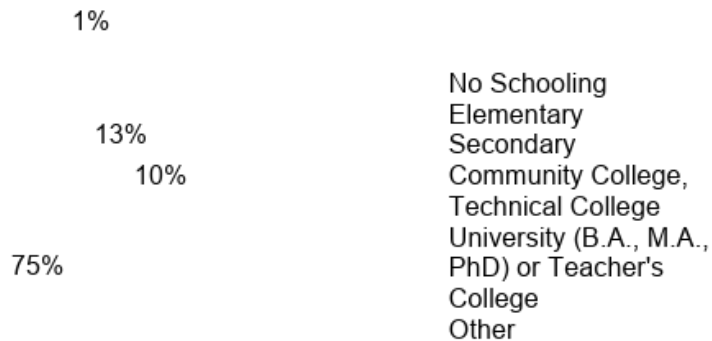 1%
13%
10%
75%
No Schooling
Elementary
Secondary
Community College,
Technical College
University (B.A., M.A.,
PhD) or Teacher's
College
Other